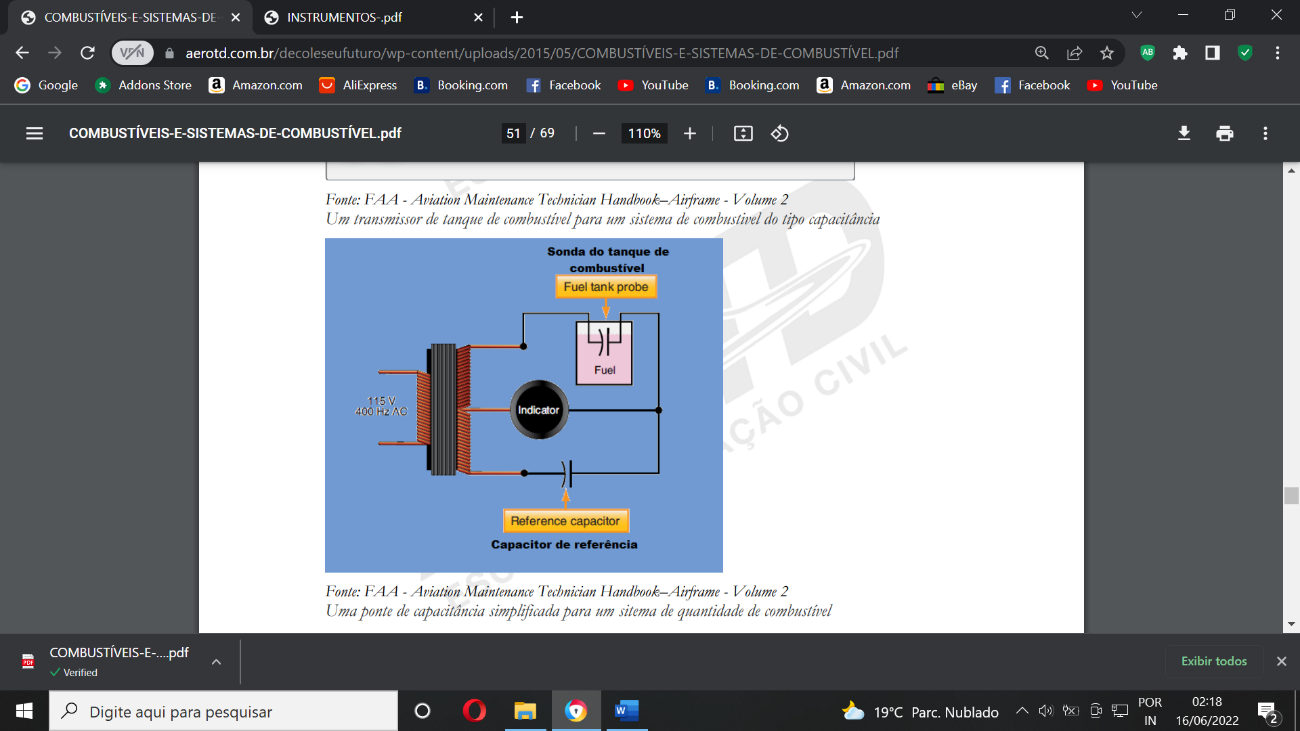 COMBUSTÍVEIS-E-SISTEMAS-DE-
INSTRUMENTOS-.pdf
VPN
aerotd.com.br/decoleseufuturo/wp-content/uploads/2015/05/COMBUSTÍVEIS-E-SISTEMAS-DE-COMBUSTÍVEL.pdf
AB
Google
Addons Store
Amazon.com
AliExpress
Booking.com
Facebook
YouTube
Booking.com
Amazon.com
eBay
Facebook
YouTube
COMBUSTÍVEIS-E-SISTEMAS-DE-COMBUSTÍVEL.pdf
51 / 69
110%
Fonte: FAA - Aviation Maintenance Technician Handbook–Airframe - Volume 2
Um transmissor de tanque de combustível para um sistema de combustivel do tipo capacitância
Sonda do tanque de
combustível
Fuel tank probe
Fuel
115 V
400 Hz AC
Indicator
Reference capacitor
Capacitor de referência
AÇÃO CIVIL
Fonte: FAA - Aviation Maintenance Technician Handbook–Airframe - Volume 2
Uma ponte de capacitância simplificada para um sitema de quantidade de combustível
COMBUSTÍVEIS-E-....pdf
Verified
Exibir todos
Digite aqui para pesquisar
19°C Parc. Nublado
POR
IN
02:18
16/06/2022
2